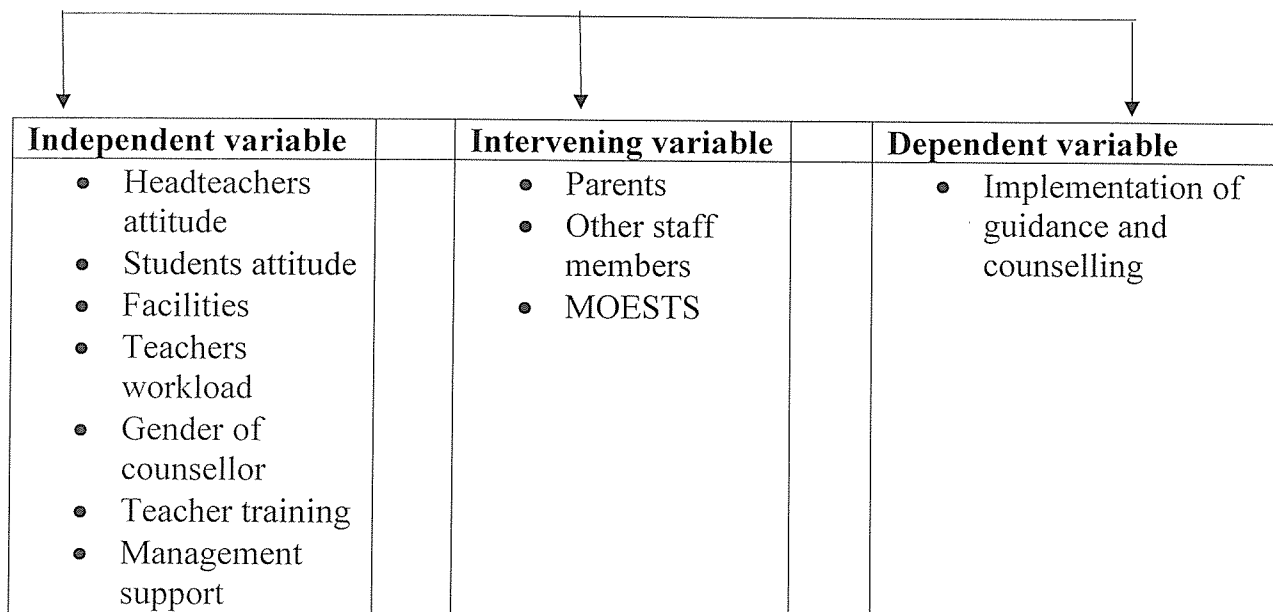 Independent variable
Headteachers
attitude
Students attitude
Facilities
Teachers
workload
Gender of
counsellor
Teacher training
Management
support
Intervening variable
Parents
Other staff
members
MOESTS
Dependent variable
Implementation of
guidance and
counselling